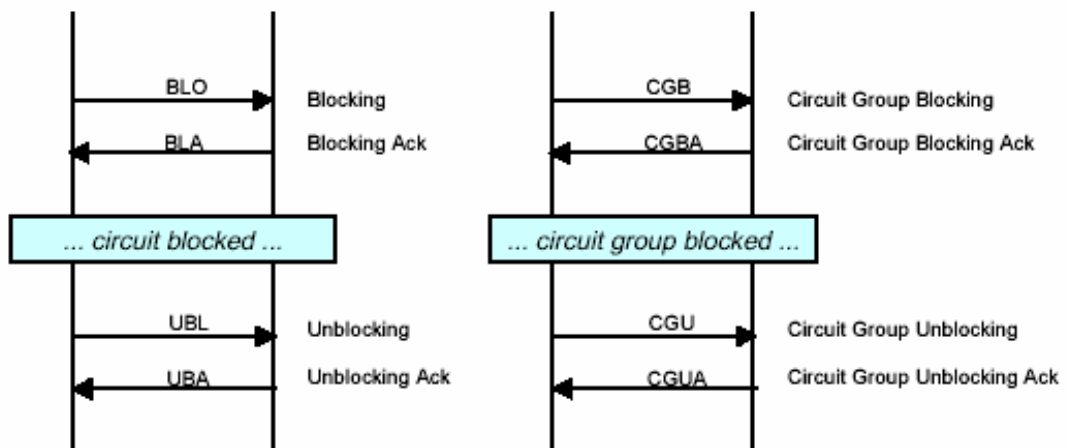 BLO
Blocking
BLA
Blocking Ack
... circuit blocked ...
UBL
Unblocking
UBA
Unblocking Ack
CGB
Circuit Group Blocking
CGBA
Circuit Group Blocking Ack
... circuit group blocked ...
CGU
Circuit Group Unblocking
CGUA
Circuit Group Unblocking Ack